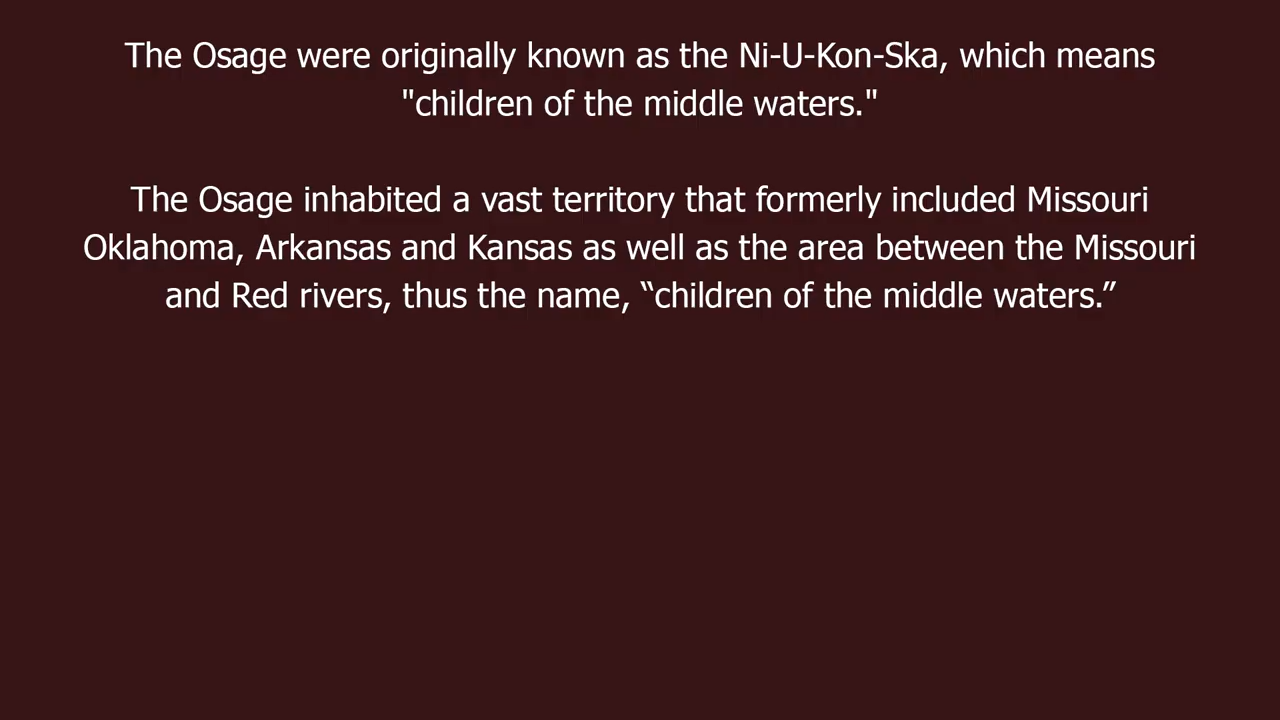 The Osage were originally known as the Ni-U-Kon-Ska, which means
"children of the middle waters."
The Osage inhabited a vast territory that formerly included Missouri
Oklahoma, Arkansas and Kansas as well as the area between the Missouri
and Red rivers, thus the name, “children of the middle waters.”